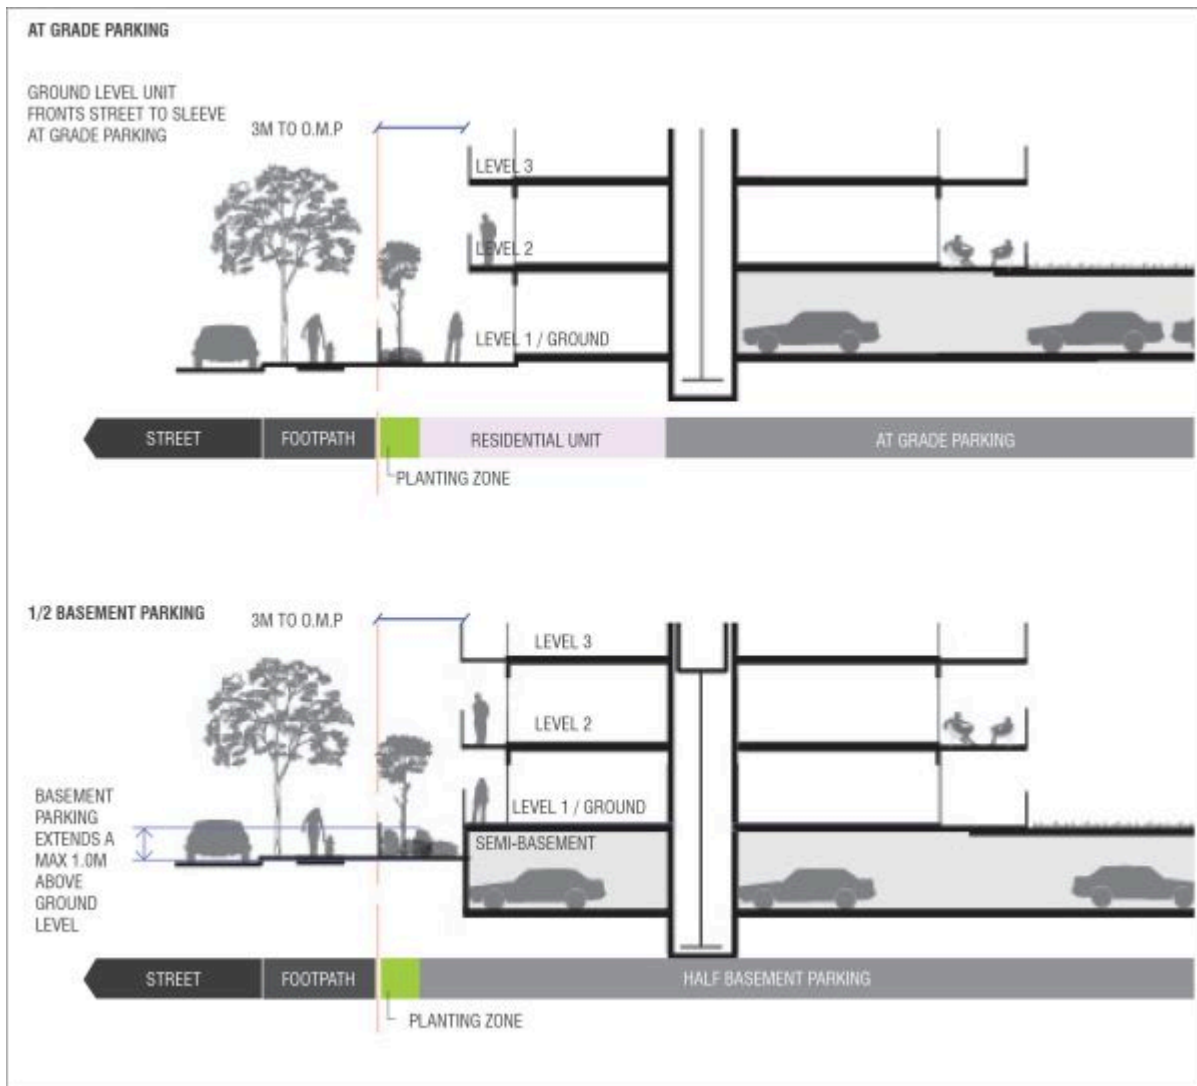 AT GRADE PARKING
GROUND LEVEL UNIT
FRONTS STREET TO SLEEVE
AT GRADE PARKING
3M TO O.M.P
LEVEL 3
LEVEL 2
LEVEL 1 / GROUND
STREET
FOOTPATH
RESIDENTIAL UNIT
AT GRADE PARKING
PLANTING ZONE
1/2 BASEMENT PARKING
3M TO O.M.P
LEVEL 3
LEVEL 2
LEVEL 1 / GROUND
SEMI-BASEMENT
BASEMENT
PARKING
EXTENDS A
MAX 1.0M
ABOVE
GROUND
LEVEL
STREET
FOOTPATH
HALF BASEMENT PARKING
PLANTING ZONE